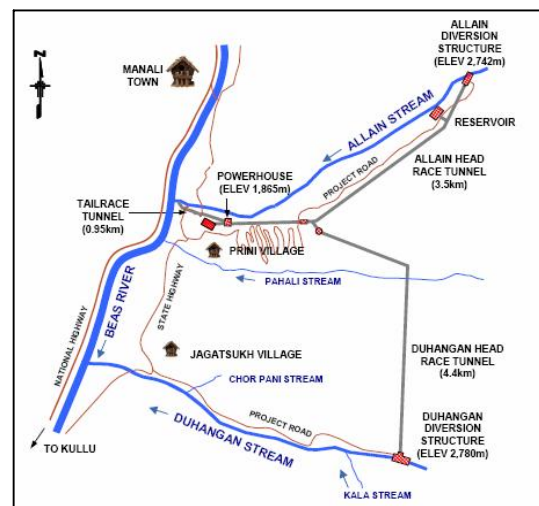 ALLAIN
DIVERSION
STRUCTURE
(ELEV 2,742m)
N
MANALI
TOWN
ALLAIN STREAM
RESERVOIR
PROJECT ROAD
ALLAIN HEAD
RACE TUNNEL
(3.5km)
POWERHOUSE
(ELEV 1,865m)
TAILRACE
TUNNEL
(0.95km)
PRINI VILLAGE
PAHALI STREAM
NATIONAL HIGHWAY
BEAS RIVER
STATE HIGHWAY
JAGATSUKH VILLAGE
DUHANGAN HEAD
RACE TUNNEL
(4.4km)
CHOR PANI STREAM
PROJECT ROAD
DUHANGAN STREAM
DUHANGAN
DIVERSION
STRUCTURE
(ELEV 2,780m)
TO KULLU
KALA STREAM